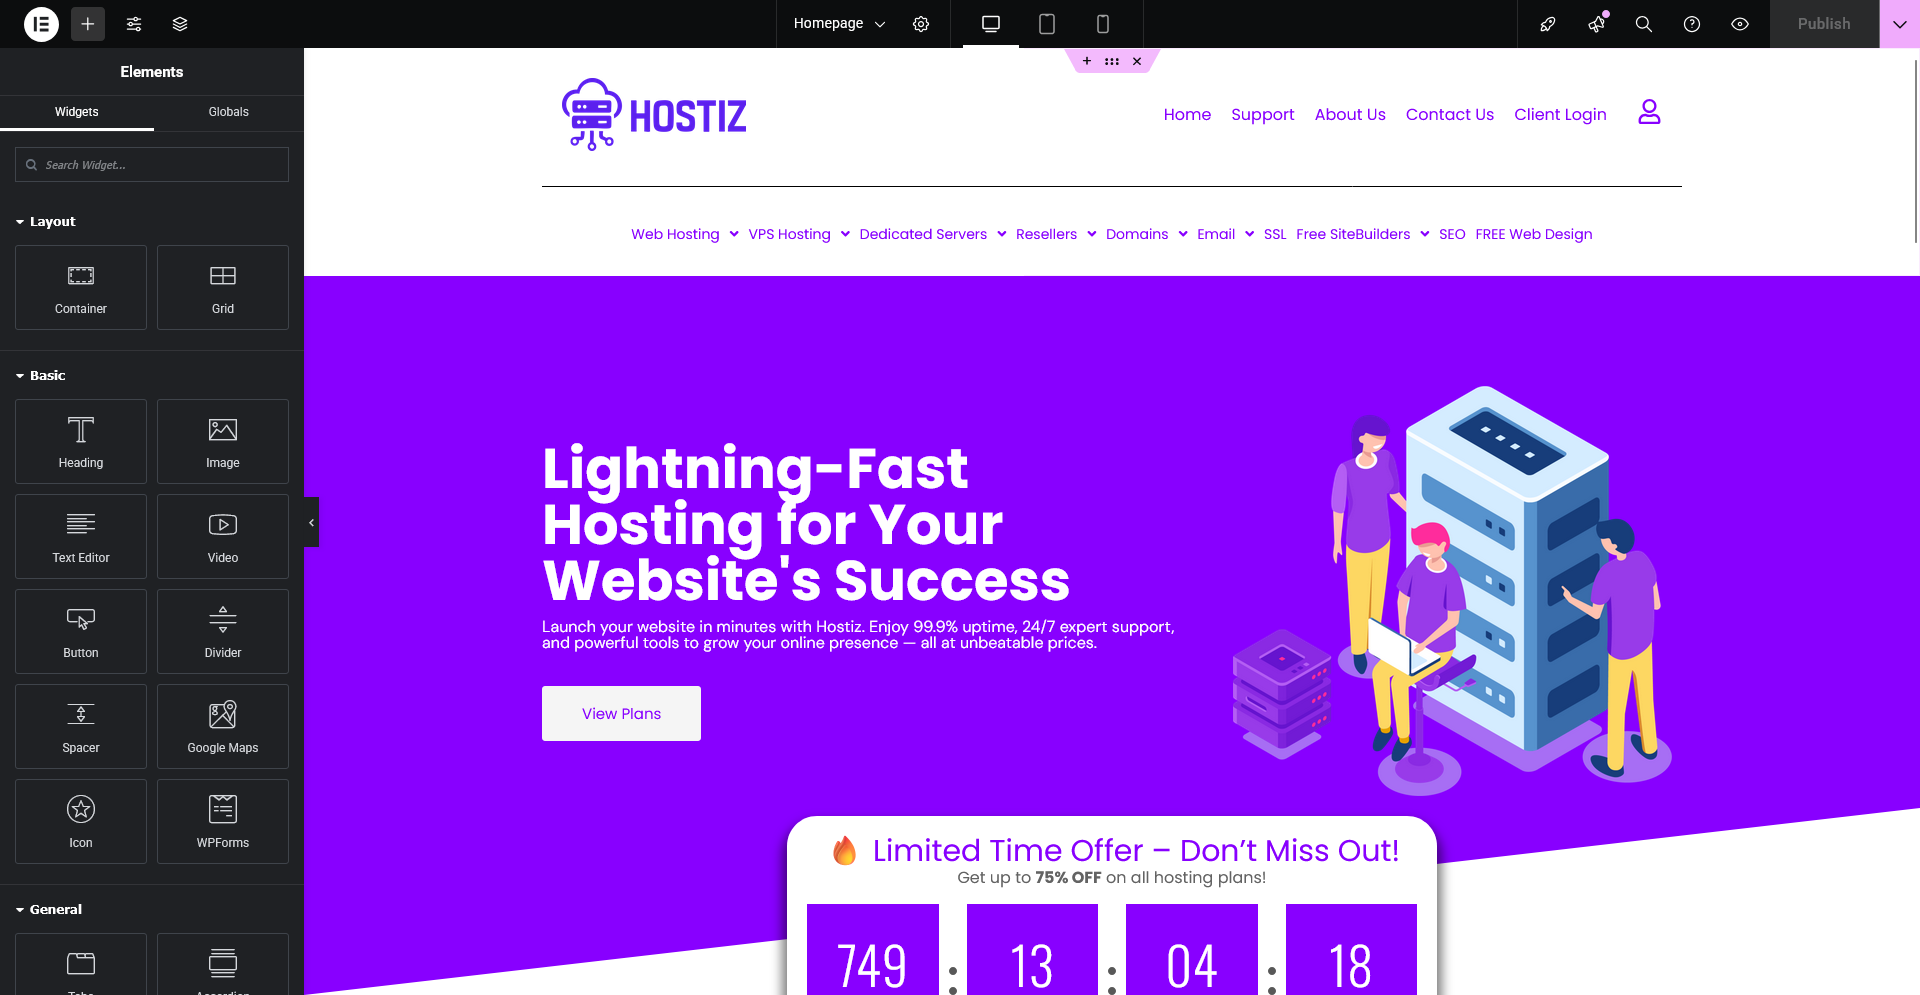 Homepage
Publish
Elements
Widgets
Globals
Search Widget...
Layout
Container
Grid
Basic
Heading
Image
Text Editor
Video
Button
Divider
Spacer
Google Maps
Icon
WPForms
General
Tabs
Accordion
HOSTIZ
Home Support About Us Contact Us Client Login
Web Hosting VPS Hosting Dedicated Servers Resellers Domains Email SSL Free SiteBuilders SEO FREE Web Design
Lightning-Fast
Hosting for Your
Website's Success
Launch your website in minutes with Hostiz. Enjoy 99.9% uptime, 24/7 expert support,
and powerful tools to grow your online presence — all at unbeatable prices.
View Plans
🔥 Limited Time Offer – Don’t Miss Out!
Get up to 75% OFF on all hosting plans!
749 : 13 : 04 : 18